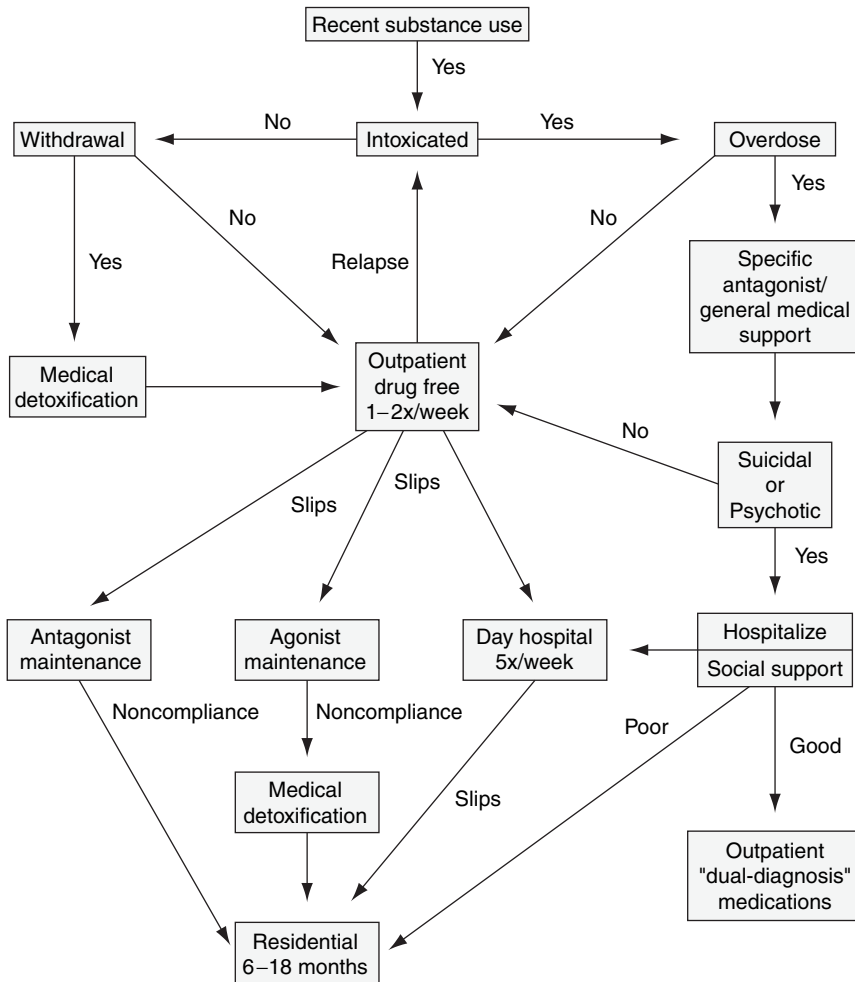 Recent substance use
Yes
No
Yes
Withdrawal
Intoxicated
Overdose
Yes
No
No
Yes
Relapse
Specific
antagonist/
general medical
support
Medical
detoxification
Outpatient
drug free
1–2x/week
No
Suicidal
or
Psychotic
Slips
Slips
Yes
Antagonist
maintenance
Agonist
maintenance
Day hospital
5x/week
Hospitalize
Social support
Noncompliance
Noncompliance
Poor
Good
Medical
detoxification
Slips
Outpatient
"dual-diagnosis"
medications
Residential
6–18 months